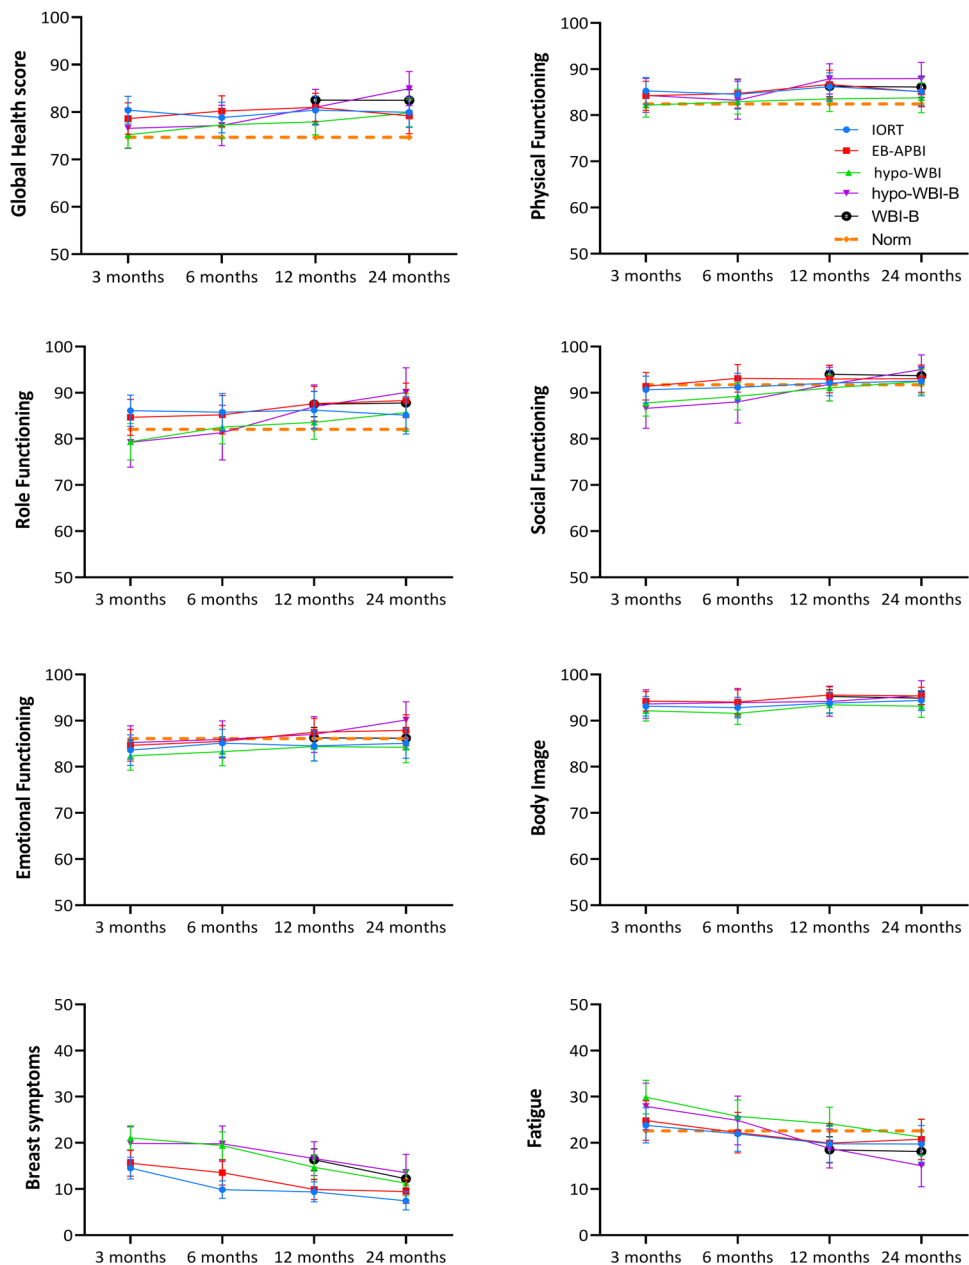 Global Health score
100
90
80
70
60
50
3 months 6 months 12 months 24 months
Physical Functioning
100
90
80
70
60
50
3 months 6 months 12 months 24 months
IORT
EB-APBI
hypo-WBI
hypo-WBI-B
WBI-B
Norm
Role Functioning
100
90
80
70
60
50
3 months 6 months 12 months 24 months
Social Functioning
100
90
80
70
60
50
3 months 6 months 12 months 24 months
Emotional Functioning
100
90
80
70
60
50
3 months 6 months 12 months 24 months
Body Image
100
90
80
70
60
50
3 months 6 months 12 months 24 months
Breast symptoms
50
40
30
20
10
0
3 months 6 months 12 months 24 months
Fatigue
50
40
30
20
10
0
3 months 6 months 12 months 24 months